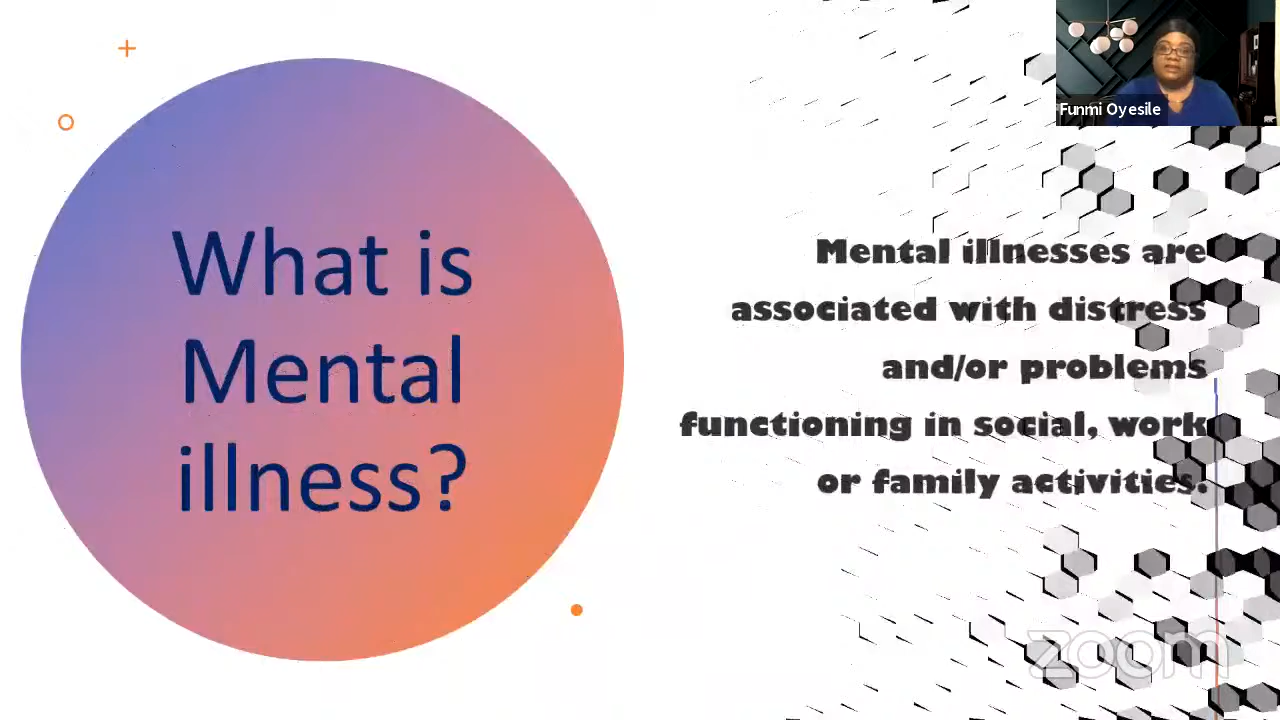 What is
Mental
illness?
Mental illnesses are
associated with distress
and/or problems
functioning in social, work
or family activities.
Funmi Oyesile
zoom